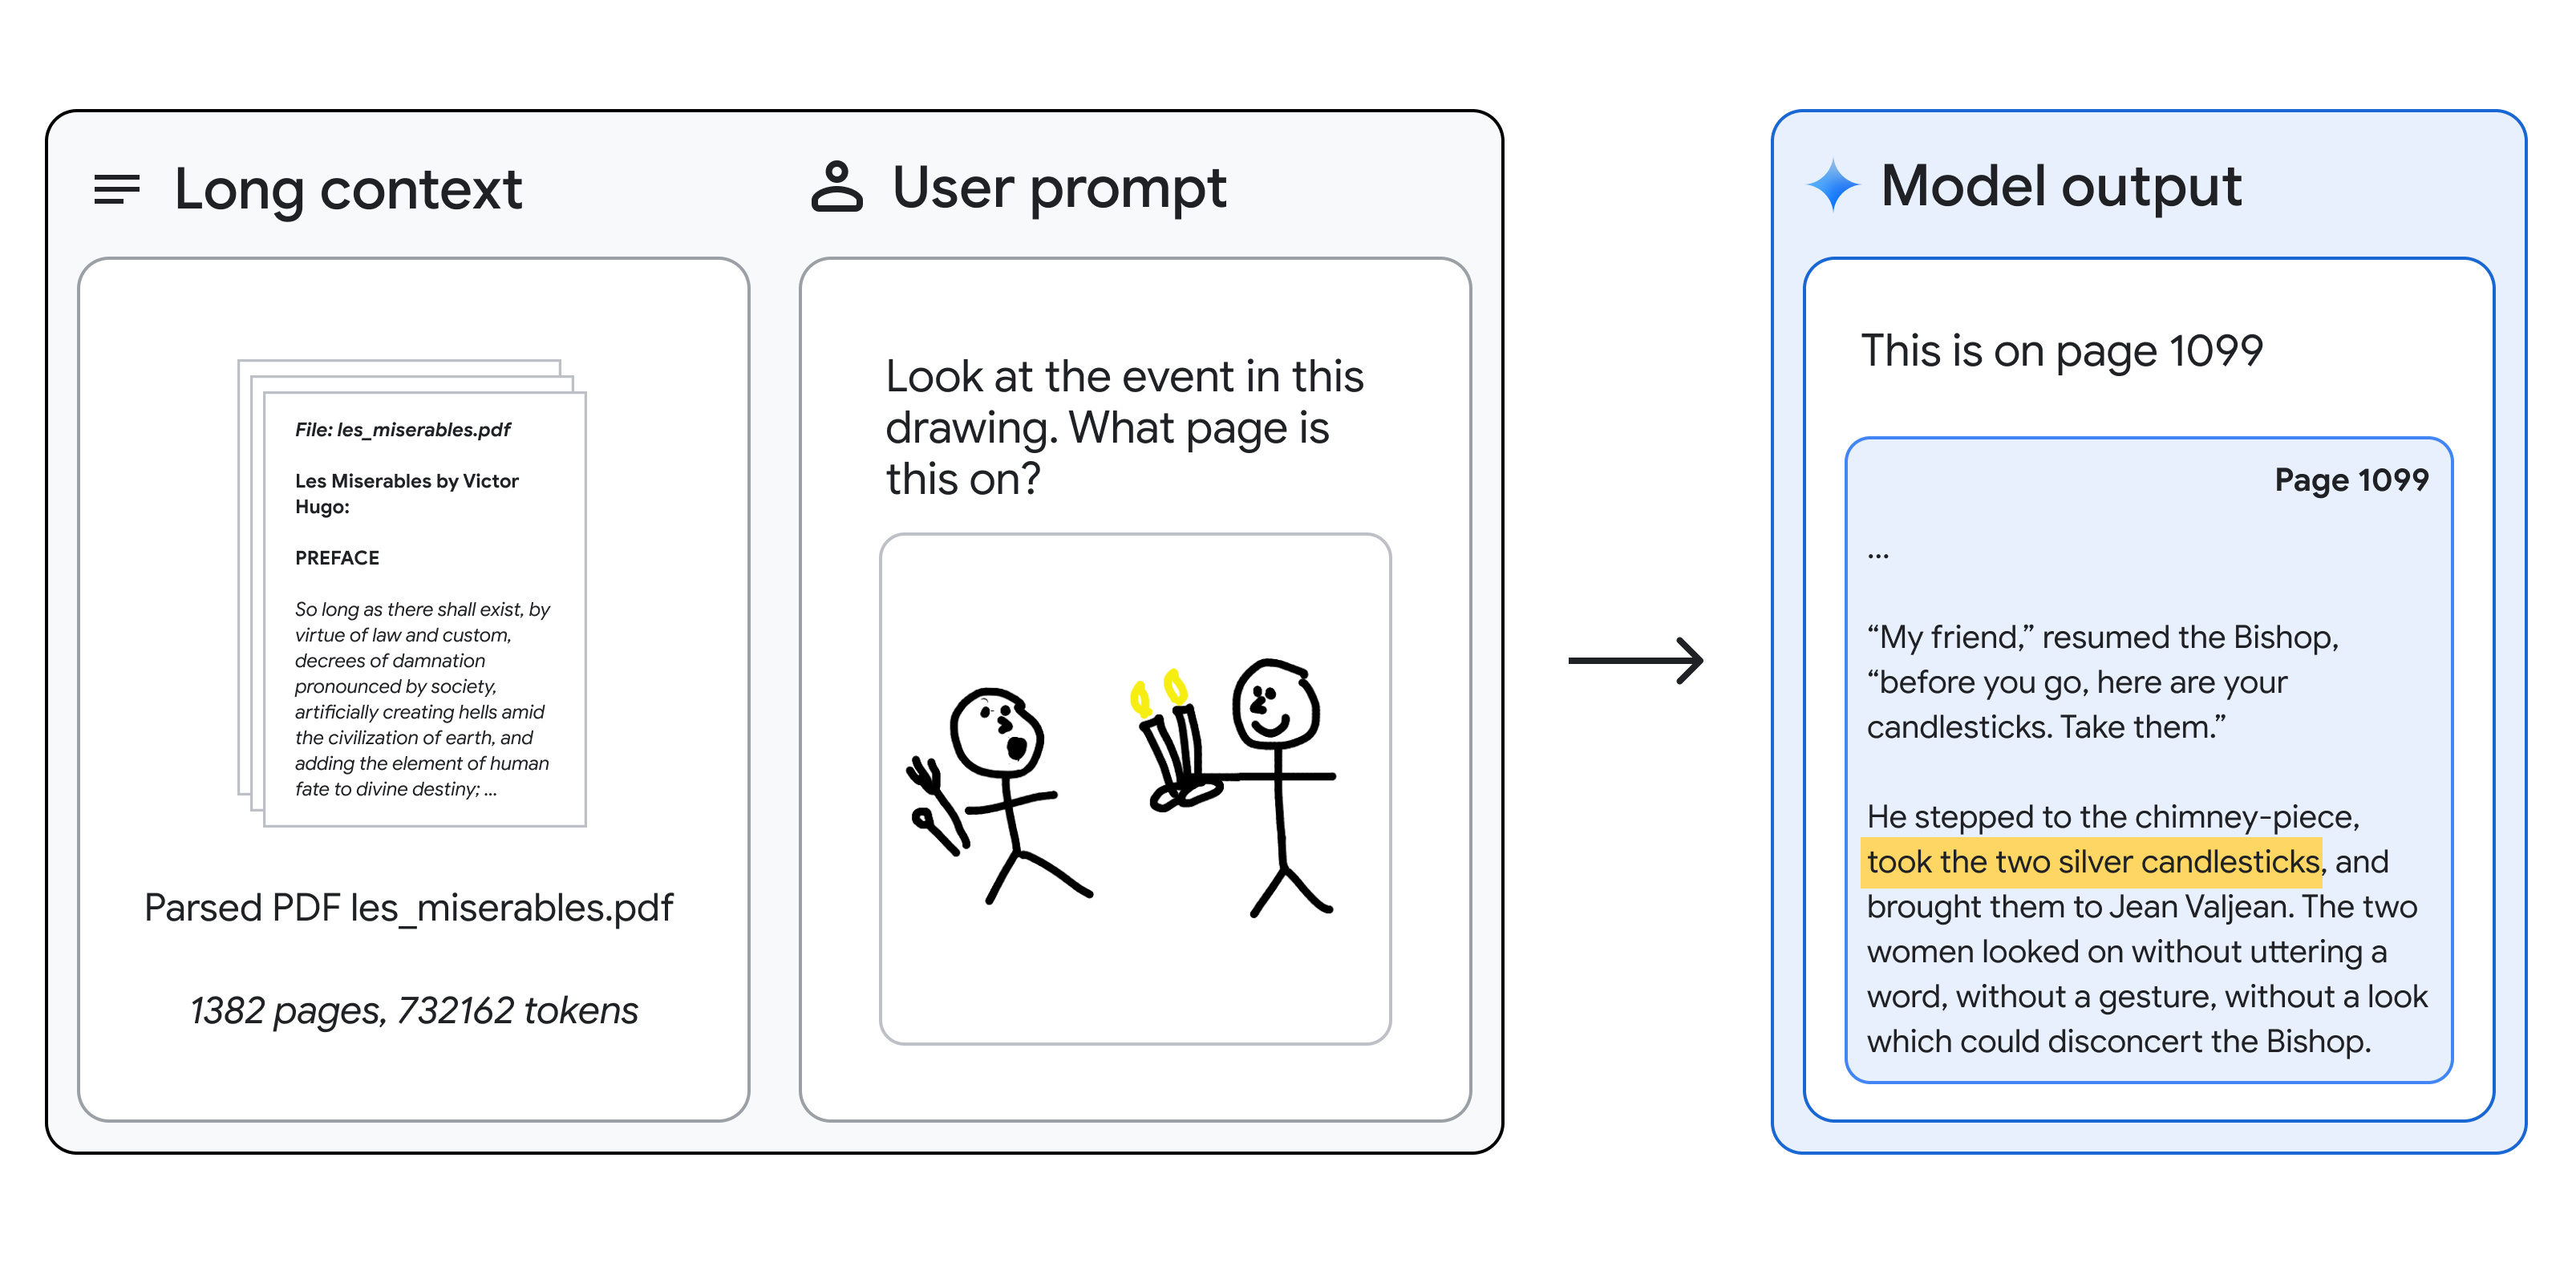 Long context
File: les_miserables.pdf
Les Miserables by Victor
Hugo:
PREFACE
So long as there shall exist, by
virtue of law and custom,
decrees of damnation
pronounced by society,
artificially creating hells amid
the civilization of earth, and
adding the element of human
fate to divine destiny; ...
Parsed PDF les_miserables.pdf
1382 pages, 732162 tokens
User prompt
Look at the event in this
drawing. What page is
this on?
Model output
This is on page 1099
Page 1099
...
“My friend,” resumed the Bishop,
“before you go, here are your
candlesticks. Take them.”
He stepped to the chimney-piece,
took the two silver candlesticks, and
brought them to Jean Valjean. The two
women looked on without uttering a
word, without a gesture, without a look
which could disconcert the Bishop.